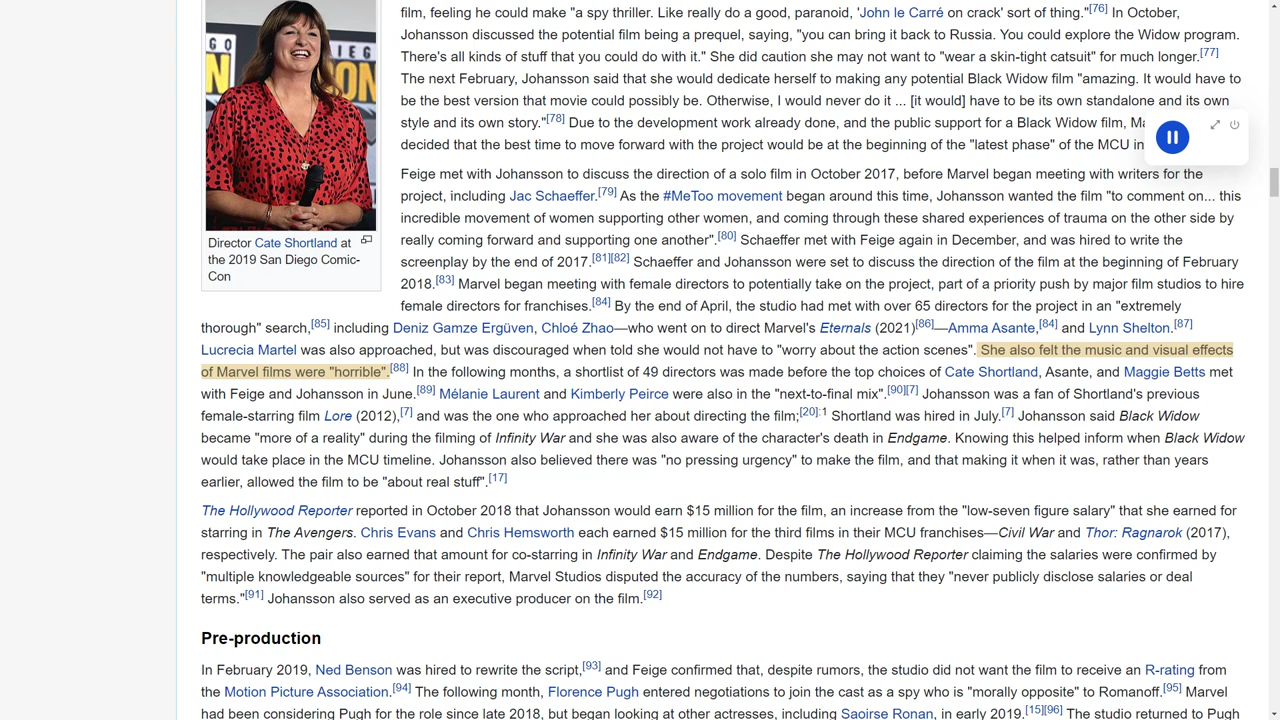 film, feeling he could make "a spy thriller. Like really do a good, paranoid, 'John le Carré on crack' sort of thing."[76] In October,
Johansson discussed the potential film being a prequel, saying, "you can bring it back to Russia. You could explore the Widow program.
There's all kinds of stuff that you could do with it." She did caution she may not want to "wear a skin-tight catsuit" for much longer.[77]
The next February, Johansson said that she would dedicate herself to making any potential Black Widow film "amazing. It would have to
be the best version that movie could possibly be. Otherwise, I would never do it ... [it would] have to be its own standalone and its own
style and its own story."[78] Due to the development work already done, and the public support for a Black Widow film,
decided that the best time to move forward with the project would be at the beginning of the "latest phase" of the MCU in
Feige met with Johansson to discuss the direction of a solo film in October 2017, before Marvel began meeting with writers for the
project, including Jac Schaeffer.[79] As the #MeToo movement began around this time, Johansson wanted the film "to comment on... this
incredible movement of women supporting other women, and coming through these shared experiences of trauma on the other side by
really coming forward and supporting one another".[80] Schaeffer met with Feige again in December, and was hired to write the
screenplay by the end of 2017.[81][82] Schaeffer and Johansson were set to discuss the direction of the film at the beginning of February
2018.[83] Marvel began meeting with female directors to potentially take on the project, part of a priority push by major film studios to hire
female directors for franchises.[84] By the end of April, the studio had met with over 65 directors for the project in an "extremely
thorough" search,[85] including Deniz Gamze Ergüven, Chloé Zhao—who went on to direct Marvel's Eternals (2021)[86]—Amma Asante,[84] and Lynn Shelton.[87]
Lucrecia Martel was also approached, but was discouraged when told she would not have to "worry about the action scenes". She also felt the music and visual effects
of Marvel films were "horrible".[88] In the following months, a shortlist of 49 directors was made before the top choices of Cate Shortland, Asante, and Maggie Betts met
with Feige and Johansson in June.[89] Mélanie Laurent and Kimberly Peirce were also in the "next-to-final mix".[90][7] Johansson was a fan of Shortland's previous
female-starring film Lore (2012),[7] and was the one who approached her about directing the film;[20]:1 Shortland was hired in July.[7] Johansson said Black Widow
became "more of a reality" during the filming of Infinity War and she was also aware of the character's death in Endgame. Knowing this helped inform when Black Widow
would take place in the MCU timeline. Johansson also believed there was "no pressing urgency" to make the film, and that making it when it was, rather than years
earlier, allowed the film to be "about real stuff".[17]
The Hollywood Reporter reported in October 2018 that Johansson would earn $15 million for the film, an increase from the "low-seven figure salary" that she earned for
starring in The Avengers. Chris Evans and Chris Hemsworth each earned $15 million for the third films in their MCU franchises—Civil War and Thor: Ragnarok (2017),
respectively. The pair also earned that amount for co-starring in Infinity War and Endgame. Despite The Hollywood Reporter claiming the salaries were confirmed by
"multiple knowledgeable sources" for their report, Marvel Studios disputed the accuracy of the numbers, saying that they "never publicly disclose salaries or deal
terms."[91] Johansson also served as an executive producer on the film.[92]
Director Cate Shortland at
the 2019 San Diego Comic-
Con
Pre-production
In February 2019, Ned Benson was hired to rewrite the script,[93] and Feige confirmed that, despite rumors, the studio did not want the film to receive an R-rating from
the Motion Picture Association.[94] The following month, Florence Pugh entered negotiations to join the cast as a spy who is "morally opposite" to Romanoff.[95] Marvel
had been considering Pugh for the role since late 2018, but began looking at other actresses, including Saoirse Ronan, in early 2019.[15][96] The studio returned to Pugh